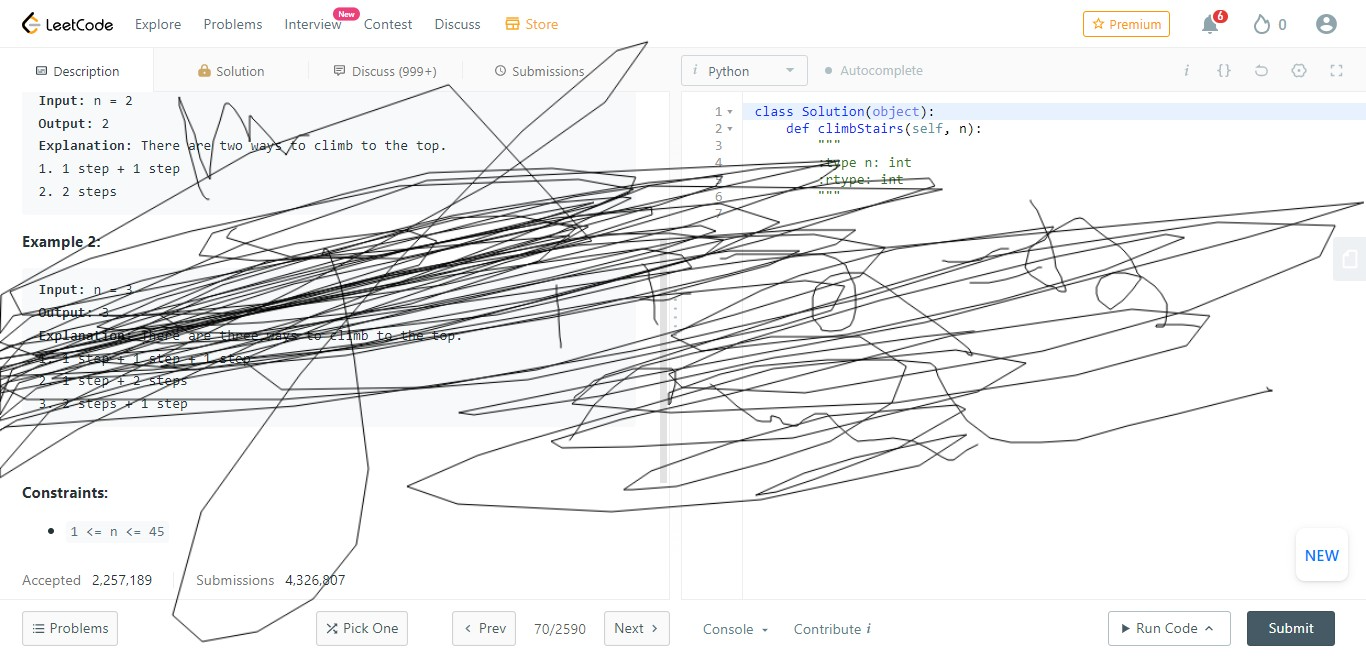 LeetCode Explore Problems Interview New Contest Discuss Store Premium 6 0
Description Solution Discuss (999+) Submissions
i Python Autocomplete i {}
Input: n = 2
Output: 2
Explanation: There are two ways to climb to the top.
1. 1 step + 1 step
2. 2 steps
Example 2:
Input: n = 3
Output: 3
Explanation: There are three ways to climb to the top.
1. 1 step + 1 step + 1 step
2. 1 step + 2 steps
3. 2 steps + 1 step
Constraints:
1 <= n <= 45
Accepted 2,257,189 Submissions 4,326,807
1 class Solution(object):
2 def climbStairs(self, n):
3 """
4 :type n: int
5 :rtype: int
6 """
7
NEW
Problems Pick One < Prev 70/2590 Next > Console Contribute i Run Code Submit